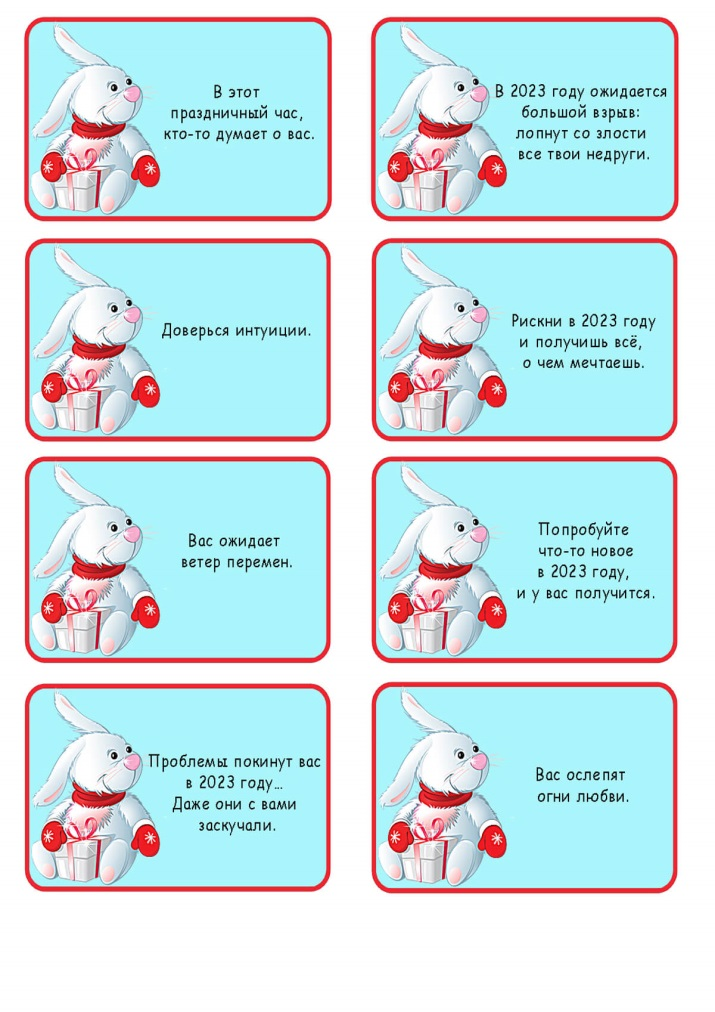 В этот
праздничный час,
кто-то думает о вас.
В 2023 году ожидается
большой взрыв:
лопнут со злости
все твои недруги.
Доверься интуиции.
Рискни в 2023 году
и получишь всё,
о чем мечтаешь.
Вас ожидает
ветер перемен.
Попробуйте
что-то новое
в 2023 году,
и у вас получится.
Проблемы покинут вас
в 2023 году...
Даже они с вами
заскучали.
Вас ослепят
огни любви.